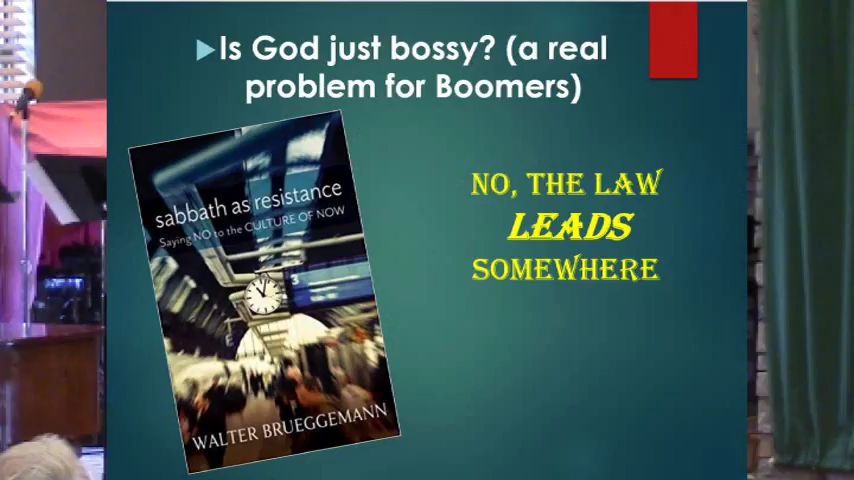 Is God just bossy? (a real
problem for Boomers)
sabbath as resistance
Saying NO to the CULTURE OF NOW
WALTER BRUEGGEMANN
NO, THE LAW
LEADS
SOMEWHERE